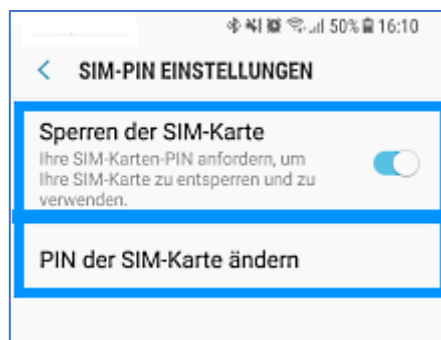 50% 16:10
SIM-PIN EINSTELLUNGEN
Sperren der SIM-Karte
Ihre SIM-Karten-PIN anfordern, um
Ihre SIM-Karte zu entsperren und zu
verwenden.
PIN der SIM-Karte ändern